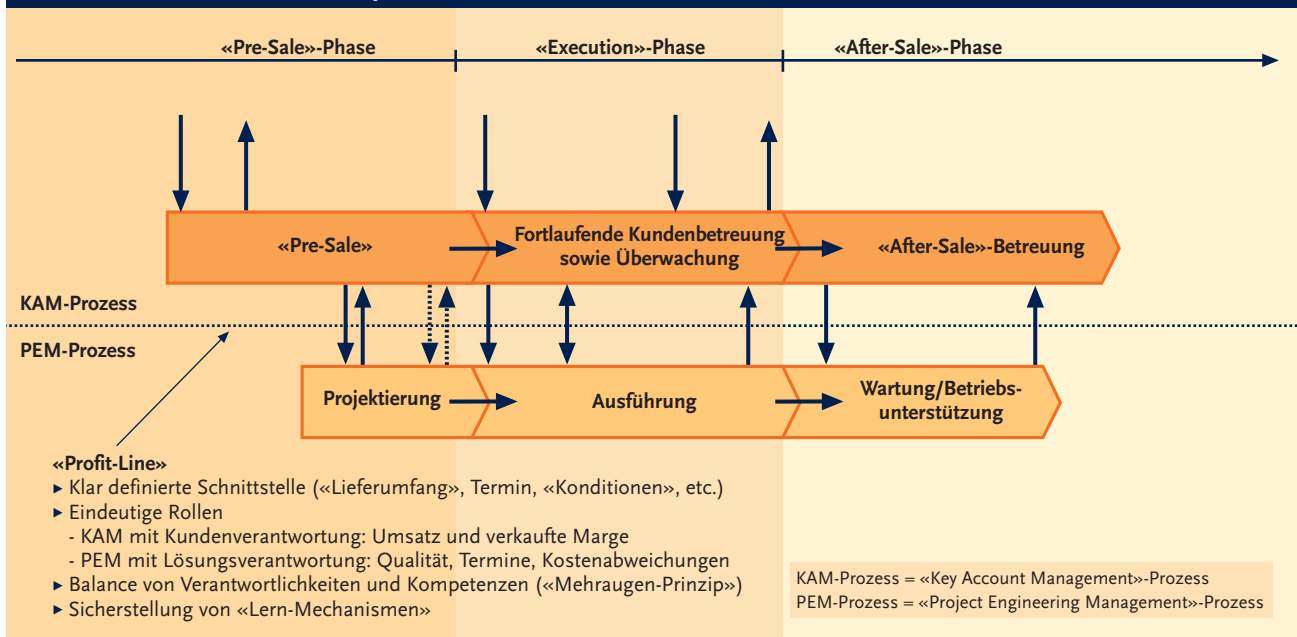 «Pre-Sale»-Phase
«Execution»-Phase
«After-Sale»-Phase
«Pre-Sale»
Fortlaufende Kundenbetreuung
sowie Überwachung
«After-Sale»-Betreuung
KAM-Prozess
PEM-Prozess
Projektierung
Ausführung
Wartung/Betriebs-
unterstützung
«Profit-Line»
▸ Klar definierte Schnittstelle («Lieferumfang», Termin, «Konditionen», etc.)
▸ Eindeutige Rollen
- KAM mit Kundenverantwortung: Umsatz und verkaufte Marge
- PEM mit Lösungsverantwortung: Qualität, Termine, Kostenabweichungen
▸ Balance von Verantwortlichkeiten und Kompetenzen («Mehraugen-Prinzip»)
▸ Sicherstellung von «Lern-Mechanismen»
KAM-Prozess = «Key Account Management»-Prozess
PEM-Prozess = «Project Engineering Management»-Prozess